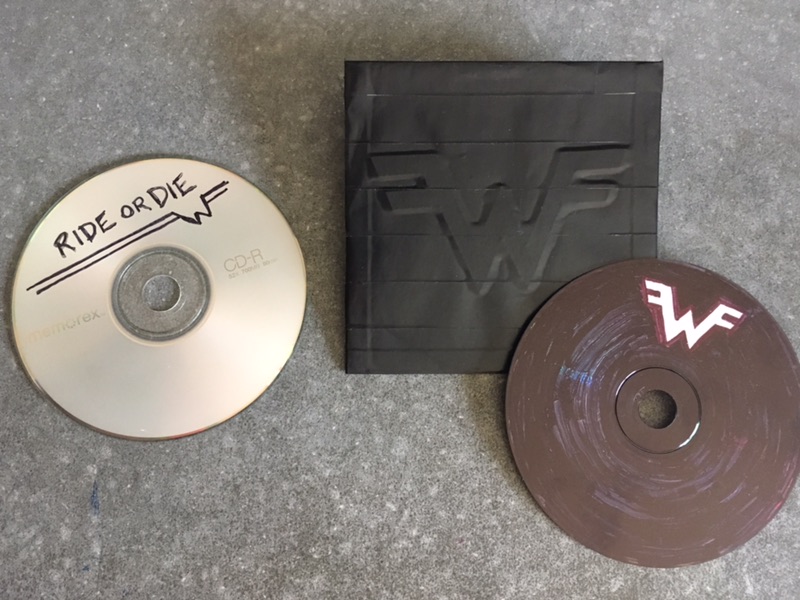 RIDE OR DIE
CD-R
memorex
W
W